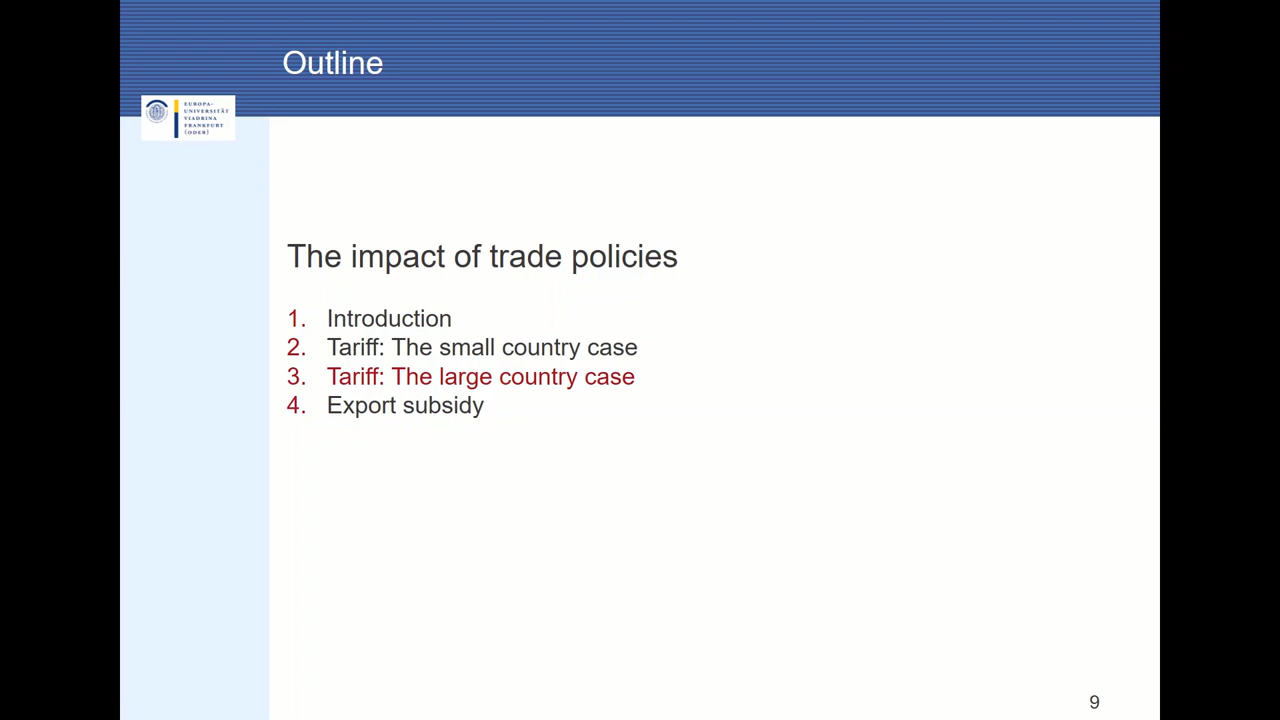 Outline
EUROPA-
UNIVERSITÄT
VIADRINA
FRANKFURT
(ODER)
The impact of trade policies
1. Introduction
2. Tariff: The small country case
3. Tariff: The large country case
4. Export subsidy
9